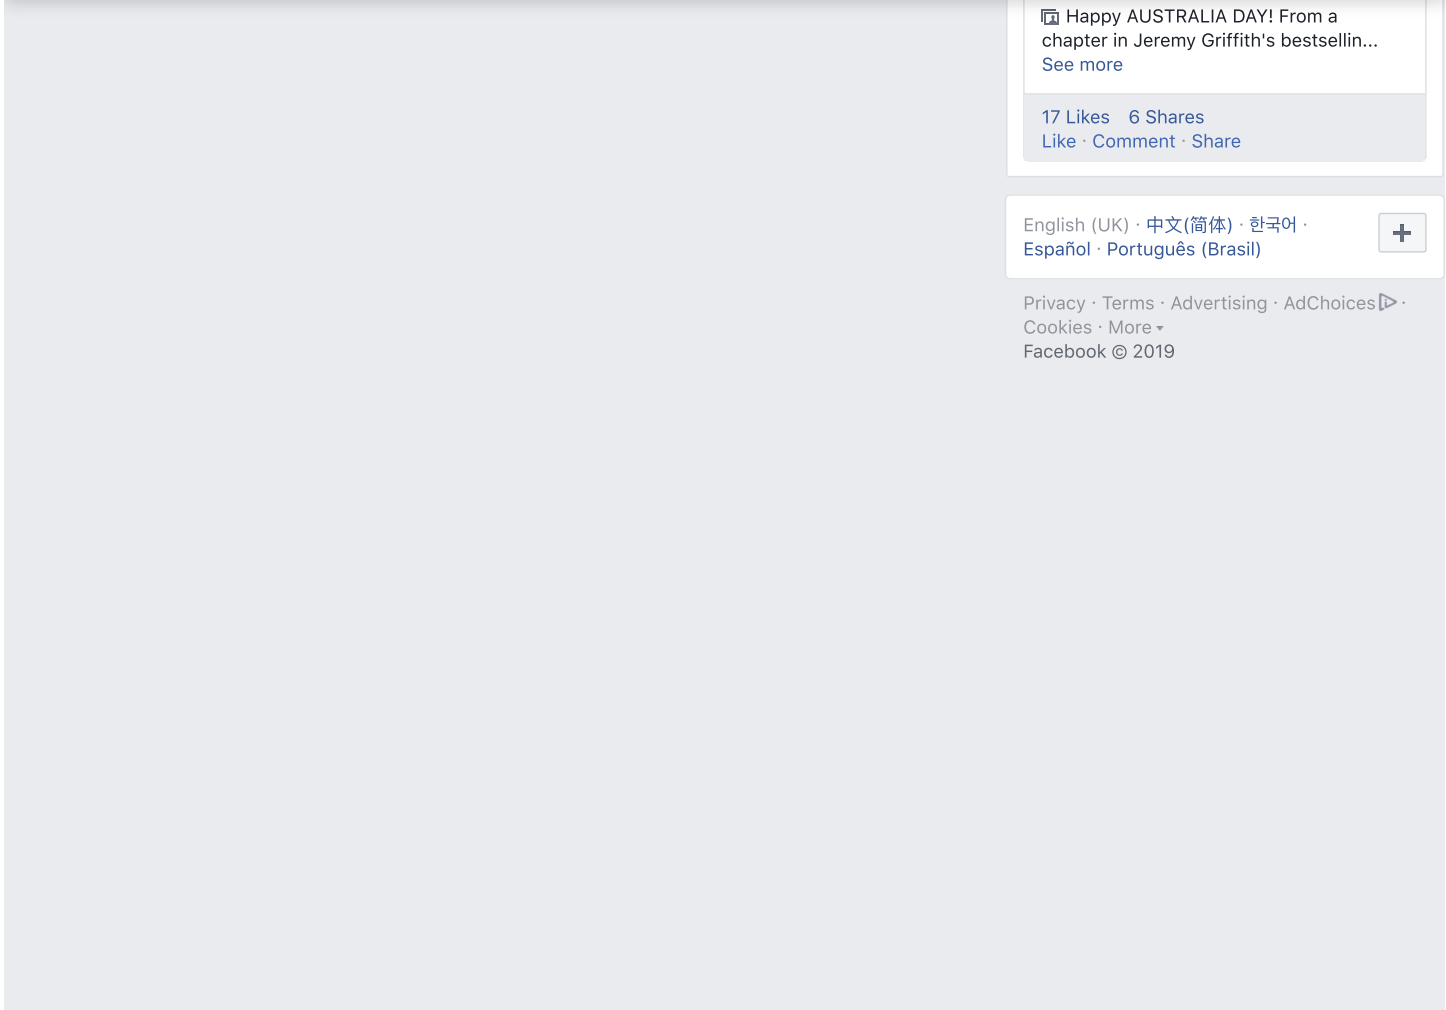 Happy AUSTRALIA DAY! From a
chapter in Jeremy Griffith's bestsellin...
See more
17 Likes 6 Shares
Like · Comment · Share
English (UK) · 中文(简体) · 한국어 ·
Español · Português (Brasil)
Privacy · Terms · Advertising · AdChoices ·
Cookies · More
Facebook © 2019